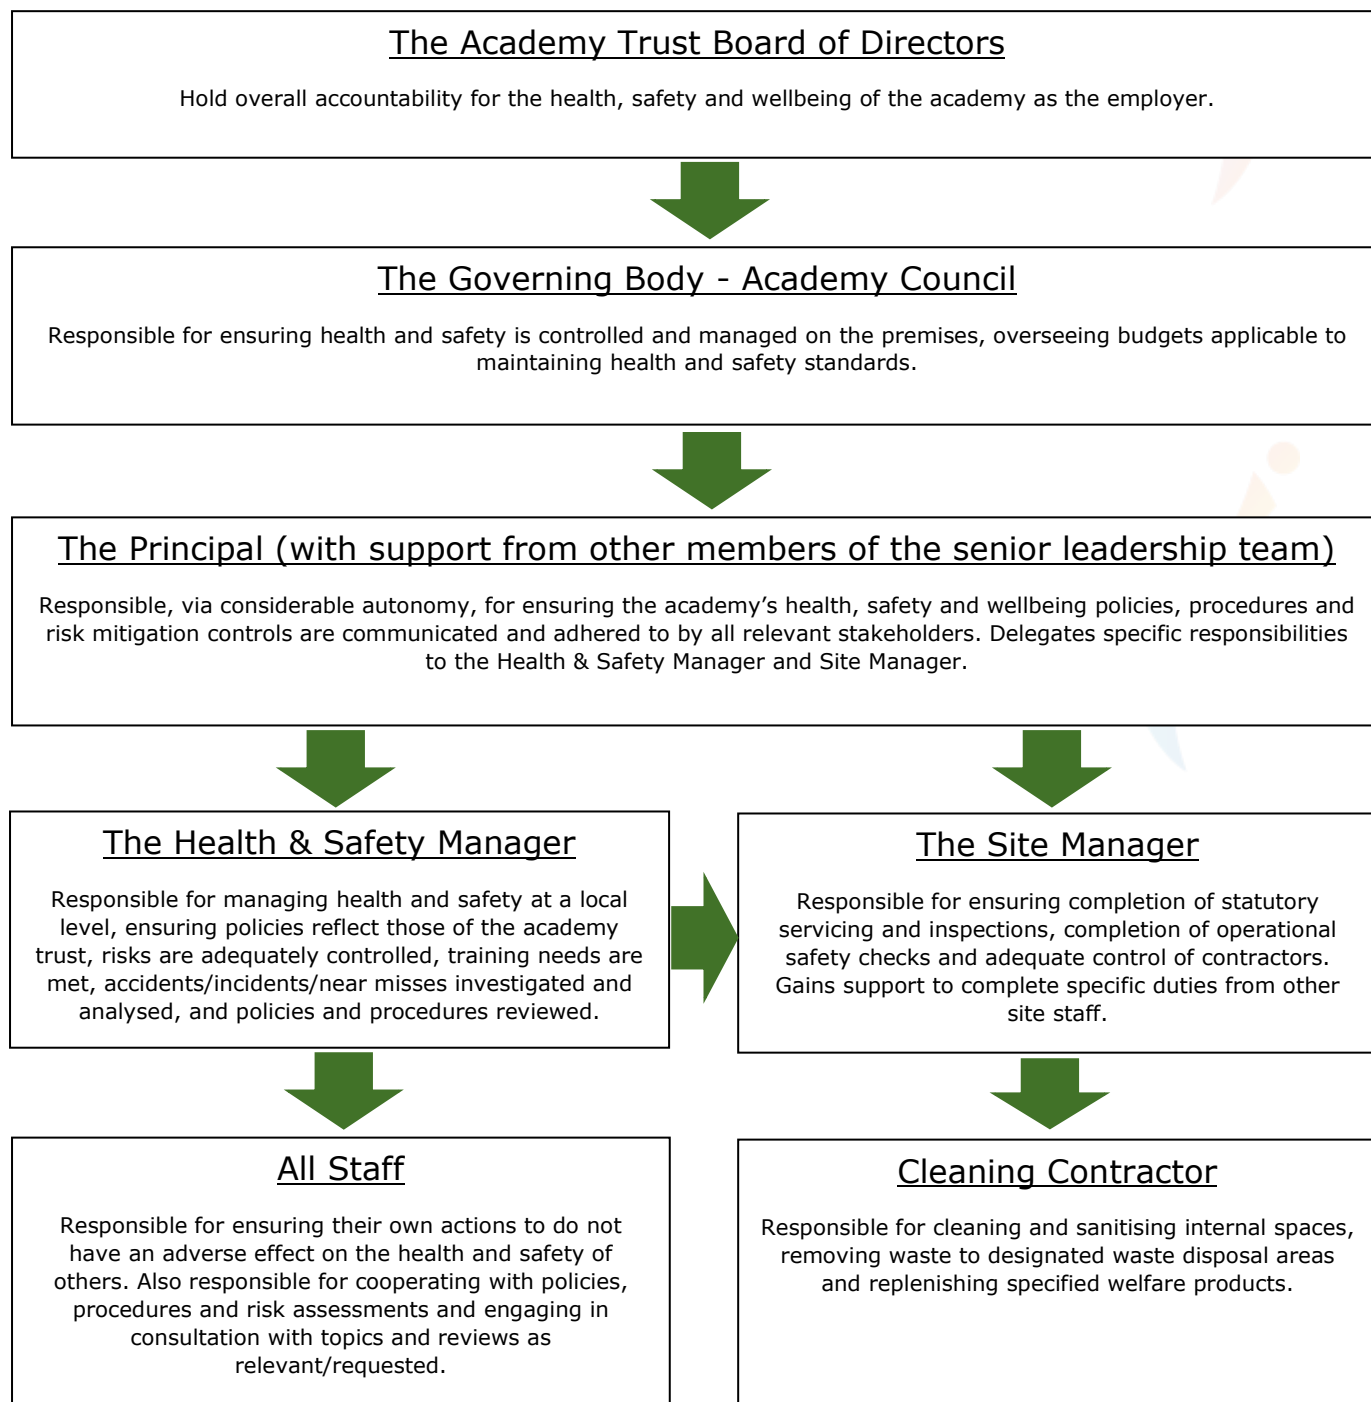 The Academy Trust Board of Directors
Hold overall accountability for the health, safety and wellbeing of the academy as the employer.
The Governing Body - Academy Council
Responsible for ensuring health and safety is controlled and managed on the premises, overseeing budgets applicable to
maintaining health and safety standards.
The Principal (with support from other members of the senior leadership team)
Responsible, via considerable autonomy, for ensuring the academy’s health, safety and wellbeing policies, procedures and
risk mitigation controls are communicated and adhered to by all relevant stakeholders. Delegates specific responsibilities
to the Health & Safety Manager and Site Manager.
The Health & Safety Manager
Responsible for managing health and safety at a local
level, ensuring policies reflect those of the academy
trust, risks are adequately controlled, training needs are
met, accidents/incidents/near misses investigated and
analysed, and policies and procedures reviewed.
The Site Manager
Responsible for ensuring completion of statutory
servicing and inspections, completion of operational
safety checks and adequate control of contractors.
Gains support to complete specific duties from other
site staff.
All Staff
Responsible for ensuring their own actions to do not
have an adverse effect on the health and safety of
others. Also responsible for cooperating with policies,
procedures and risk assessments and engaging in
consultation with topics and reviews as
relevant/requested.
Cleaning Contractor
Responsible for cleaning and sanitising internal spaces,
removing waste to designated waste disposal areas
and replenishing specified welfare products.